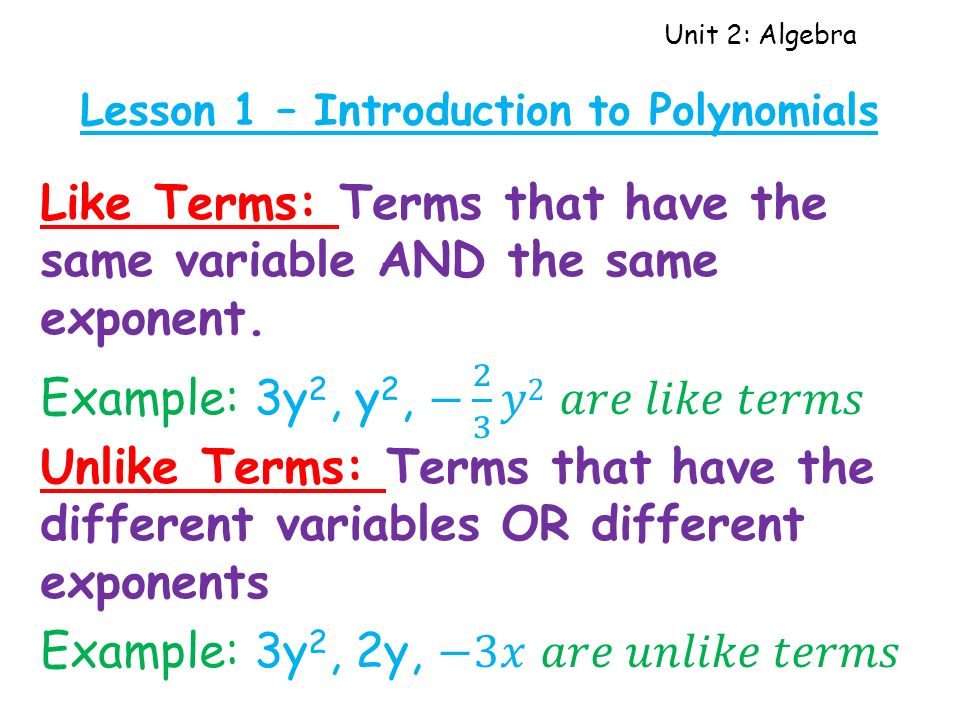 Unit 2: Algebra
Lesson 1 – Introduction to Polynomials
Like Terms: Terms that have the
same variable AND the same
exponent.
Example: 3y², y², −2/3 y² are like terms
Unlike Terms: Terms that have the
different variables OR different
exponents
Example: 3y², 2y, −3x are unlike terms